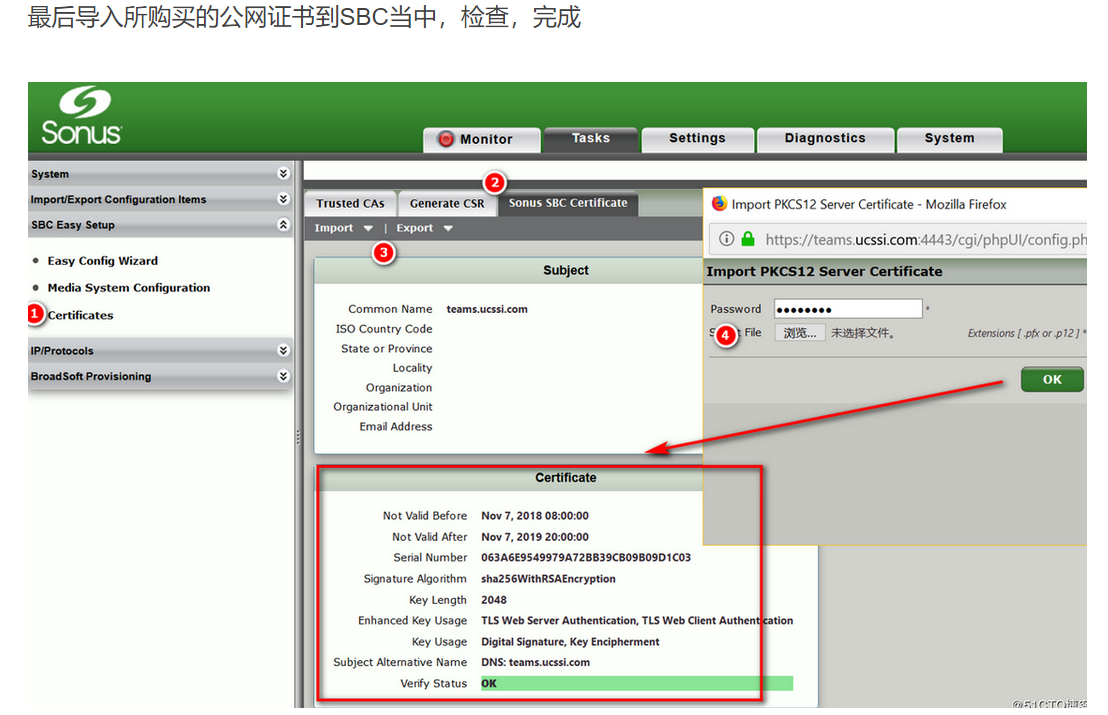 最后导入所购买的公网证书到SBC当中，检查，完成
Sonus
Monitor Tasks Settings Diagnostics System
System
Import/Export Configuration Items
SBC Easy Setup
Easy Config Wizard
Media System Configuration
1 Certificates
IP/Protocols
BroadSoft Provisioning
2
Trusted CAs Generate CSR Sonus SBC Certificate
Import | Export
3
Subject
Common Name teams.ucssi.com
ISO Country Code
State or Province
Locality
Organization
Organizational Unit
Email Address
Certificate
Not Valid Before Nov 7, 2018 08:00:00
Not Valid After Nov 7, 2019 20:00:00
Serial Number 063A6E9549979A72BB39CB09B09D1C03
Signature Algorithm sha256WithRSAEncryption
Key Length 2048
Enhanced Key Usage TLS Web Server Authentication, TLS Web Client Authentication
Key Usage Digital Signature, Key Encipherment
Subject Alternative Name DNS: teams.ucssi.com
Verify Status OK
Import PKCS12 Server Certificate - Mozilla Firefox
https://teams.ucssi.com:4443/cgi/phpUI/config.ph
Import PKCS12 Server Certificate
Password *
4 File 浏览... 未选择文件。 Extensions [ .pfx or .p12 ] *
OK